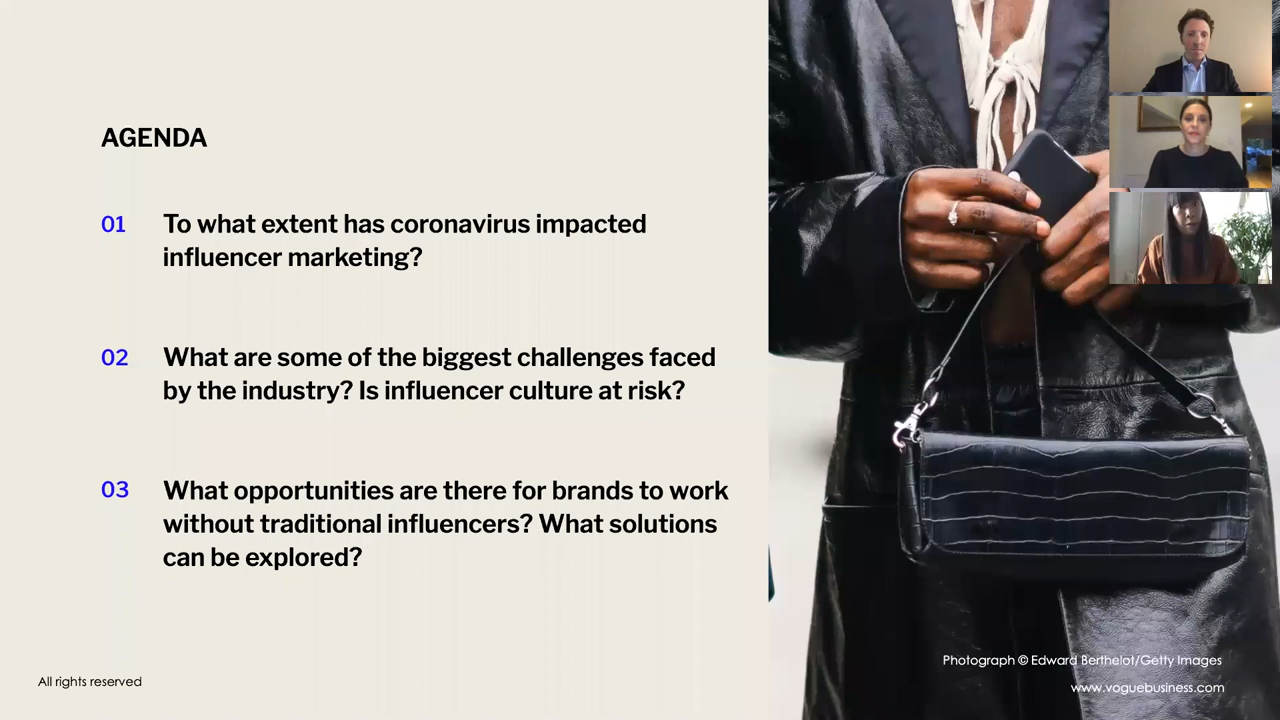 AGENDA
01
To what extent has coronavirus impacted
influencer marketing?
02
What are some of the biggest challenges faced
by the industry? Is influencer culture at risk?
03
What opportunities are there for brands to work
without traditional influencers? What solutions
can be explored?
All rights reserved
Photograph © Edward Berthelot/Getty Images
www.voguebusiness.com